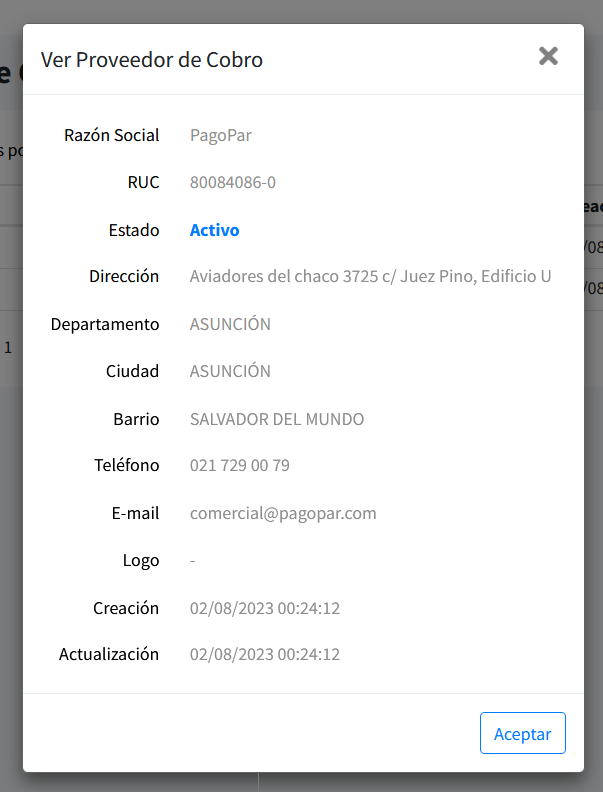 Ver Proveedor de Cobro
Razón Social PagoPar
RUC 80084086-0
Estado Activo
Dirección Aviadores del chaco 3725 c/ Juez Pino, Edificio U
Departamento ASUNCIÓN
Ciudad ASUNCIÓN
Barrio SALVADOR DEL MUNDO
Teléfono 021 729 00 79
E-mail comercial@pagopar.com
Logo -
Creación 02/08/2023 00:24:12
Actualización 02/08/2023 00:24:12
Aceptar
1